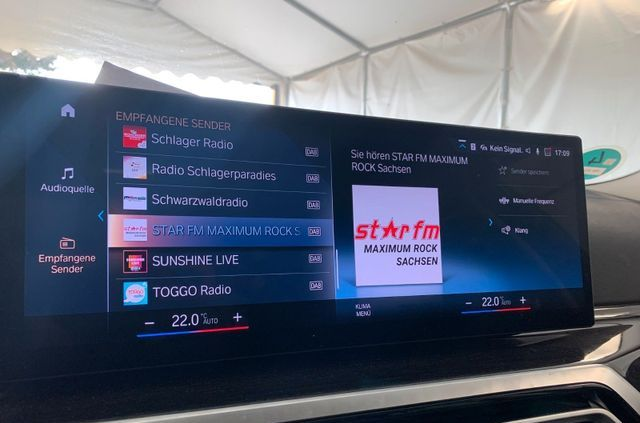 EMPFANGENE SENDER
Schlager Radio
DAB
Radio Schlagerparadies
DAB
Schwarzwaldradio
DAB
STAR FM MAXIMUM ROCK S
DAB
SUNSHINE LIVE
DAB
TOGGO Radio
DAB
Audioquelle
Empfangene
Sender
Kein Signal.
17:09
Sie hören STAR FM MAXIMUM
ROCK Sachsen
star fm
MAXIMUM ROCK
SACHSEN
Sender speichern
Manuelle Frequenz
Klang
KLIMA
MENÜ
− 22.0 °C AUTO +
− 22.0 °C AUTO +